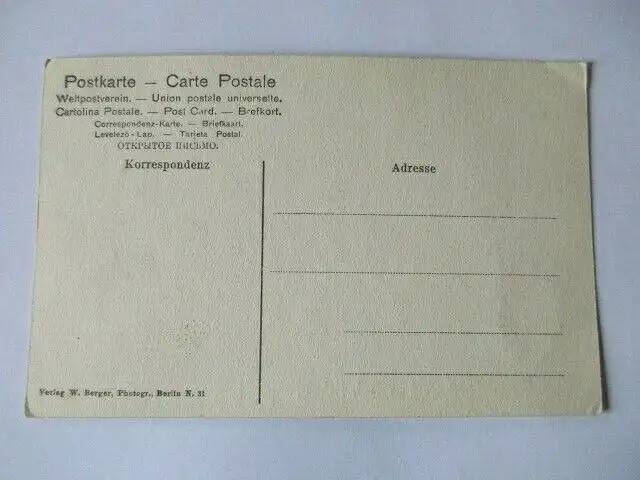 Postkarte — Carte Postale
Weltpostverein. — Union postale universelle.
Cartolina Postale. — Post Card. — Brefkort.
Correspondenz-Karte. — Briefkaart.
Levelezö-Lap. — Tarjeta Postal.
ОТКРЫТОЕ ПИСЬМО.
Korrespondenz
Adresse
Verlag W. Berger, Photogr., Berlin N. 31